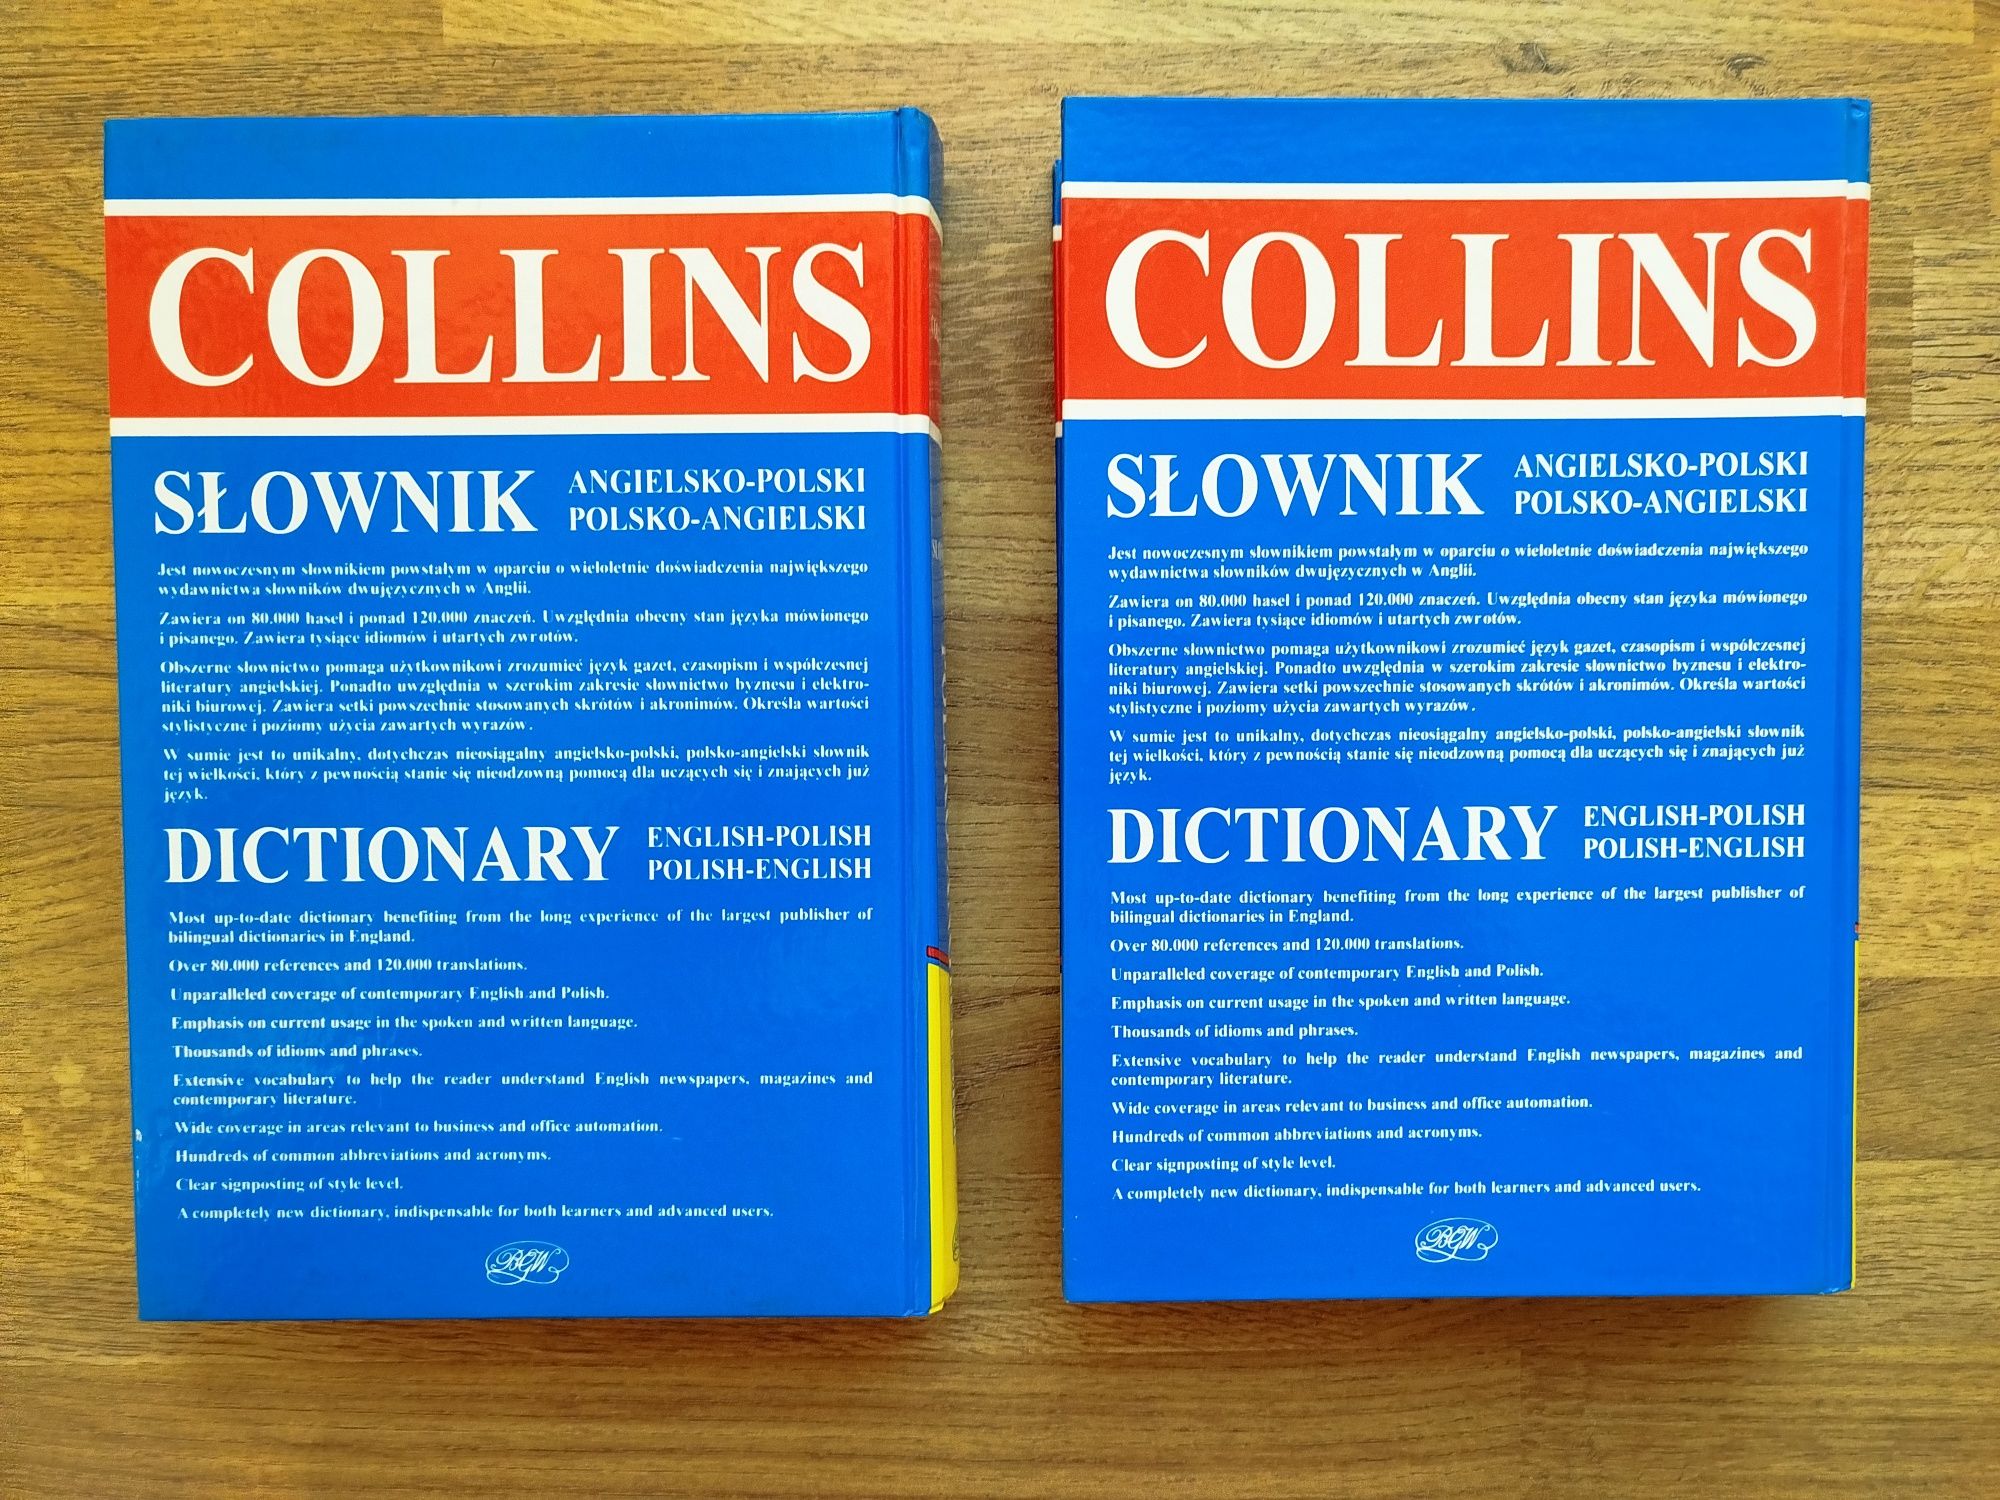 COLLINS
SŁOWNIK
ANGIELSKO-POLSKI
POLSKO-ANGIELSKI
Jest nowoczesnym słownikiem powstałym w oparciu o wieloletnie doświadczenia największego
wydawnictwa słowników dwujęzycznych w Anglii.
Zawiera on 80.000 haseł i ponad 120.000 znaczeń. Uwzględnia obecny stan języka mówionego
i pisanego. Zawiera tysiące idiomów i utartych zwrotów.
Obszerne słownictwo pomaga użytkownikowi zrozumieć język gazet, czasopism i współczesnej
literatury angielskiej. Ponadto uwzględnia w szerokim zakresie słownictwo byznesu i elektro-
niki biurowej. Zawiera setki powszechnie stosowanych skrótów i akronimów. Określa wartości
stylistyczne i poziomy użycia zawartych wyrazów.
W sumie jest to unikalny, dotychczas nieosiągalny angielsko-polski, polsko-angielski słownik
tej wielkości, który z pewnością stanie się nieodzowną pomocą dla uczących się i znających już
język.
DICTIONARY
ENGLISH-POLISH
POLISH-ENGLISH
Most up-to-date dictionary benefiting from the long experience of the largest publisher of
bilingual dictionaries in England.
Over 80.000 references and 120.000 translations.
Unparalleled coverage of contemporary English and Polish.
Emphasis on current usage in the spoken and written language.
Thousands of idioms and phrases.
Extensive vocabulary to help the reader understand English newspapers, magazines and
contemporary literature.
Wide coverage in areas relevant to business and office automation.
Hundreds of common abbreviations and acronyms.
Clear signposting of style level.
A completely new dictionary, indispensable for both learners and advanced users.
BGW
COLLINS
SŁOWNIK
ANGIELSKO-POLSKI
POLSKO-ANGIELSKI
Jest nowoczesnym słownikiem powstałym w oparciu o wieloletnie doświadczenia największego
wydawnictwa słowników dwujęzycznych w Anglii.
Zawiera on 80.000 haseł i ponad 120.000 znaczeń. Uwzględnia obecny stan języka mówionego
i pisanego. Zawiera tysiące idiomów i utartych zwrotów.
Obszerne słownictwo pomaga użytkownikowi zrozumieć język gazet, czasopism i współczesnej
literatury angielskiej. Ponadto uwzględnia w szerokim zakresie słownictwo byznesu i elektro-
niki biurowej. Zawiera setki powszechnie stosowanych skrótów i akronimów. Określa wartości
stylistyczne i poziomy użycia zawartych wyrazów.
W sumie jest to unikalny, dotychczas nieosiągalny angielsko-polski, polsko-angielski słownik
tej wielkości, który z pewnością stanie się nieodzowną pomocą dla uczących się i znających już
język.
DICTIONARY
ENGLISH-POLISH
POLISH-ENGLISH
Most up-to-date dictionary benefiting from the long experience of the largest publisher of
bilingual dictionaries in England.
Over 80.000 references and 120.000 translations.
Unparalleled coverage of contemporary English and Polish.
Emphasis on current usage in the spoken and written language.
Thousands of idioms and phrases.
Extensive vocabulary to help the reader understand English newspapers, magazines and
contemporary literature.
Wide coverage in areas relevant to business and office automation.
Hundreds of common abbreviations and acronyms.
Clear signposting of style level.
A completely new dictionary, indispensable for both learners and advanced users.
BGW